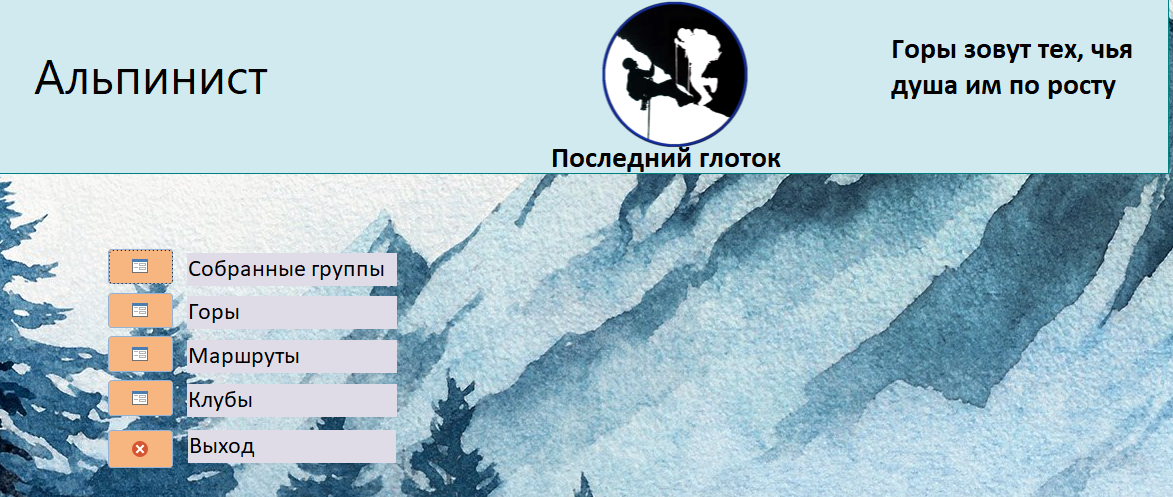 Альпинист
Последний глоток
Горы зовут тех, чья
душа им по росту
Собранные группы
Горы
Маршруты
Клубы
Выход